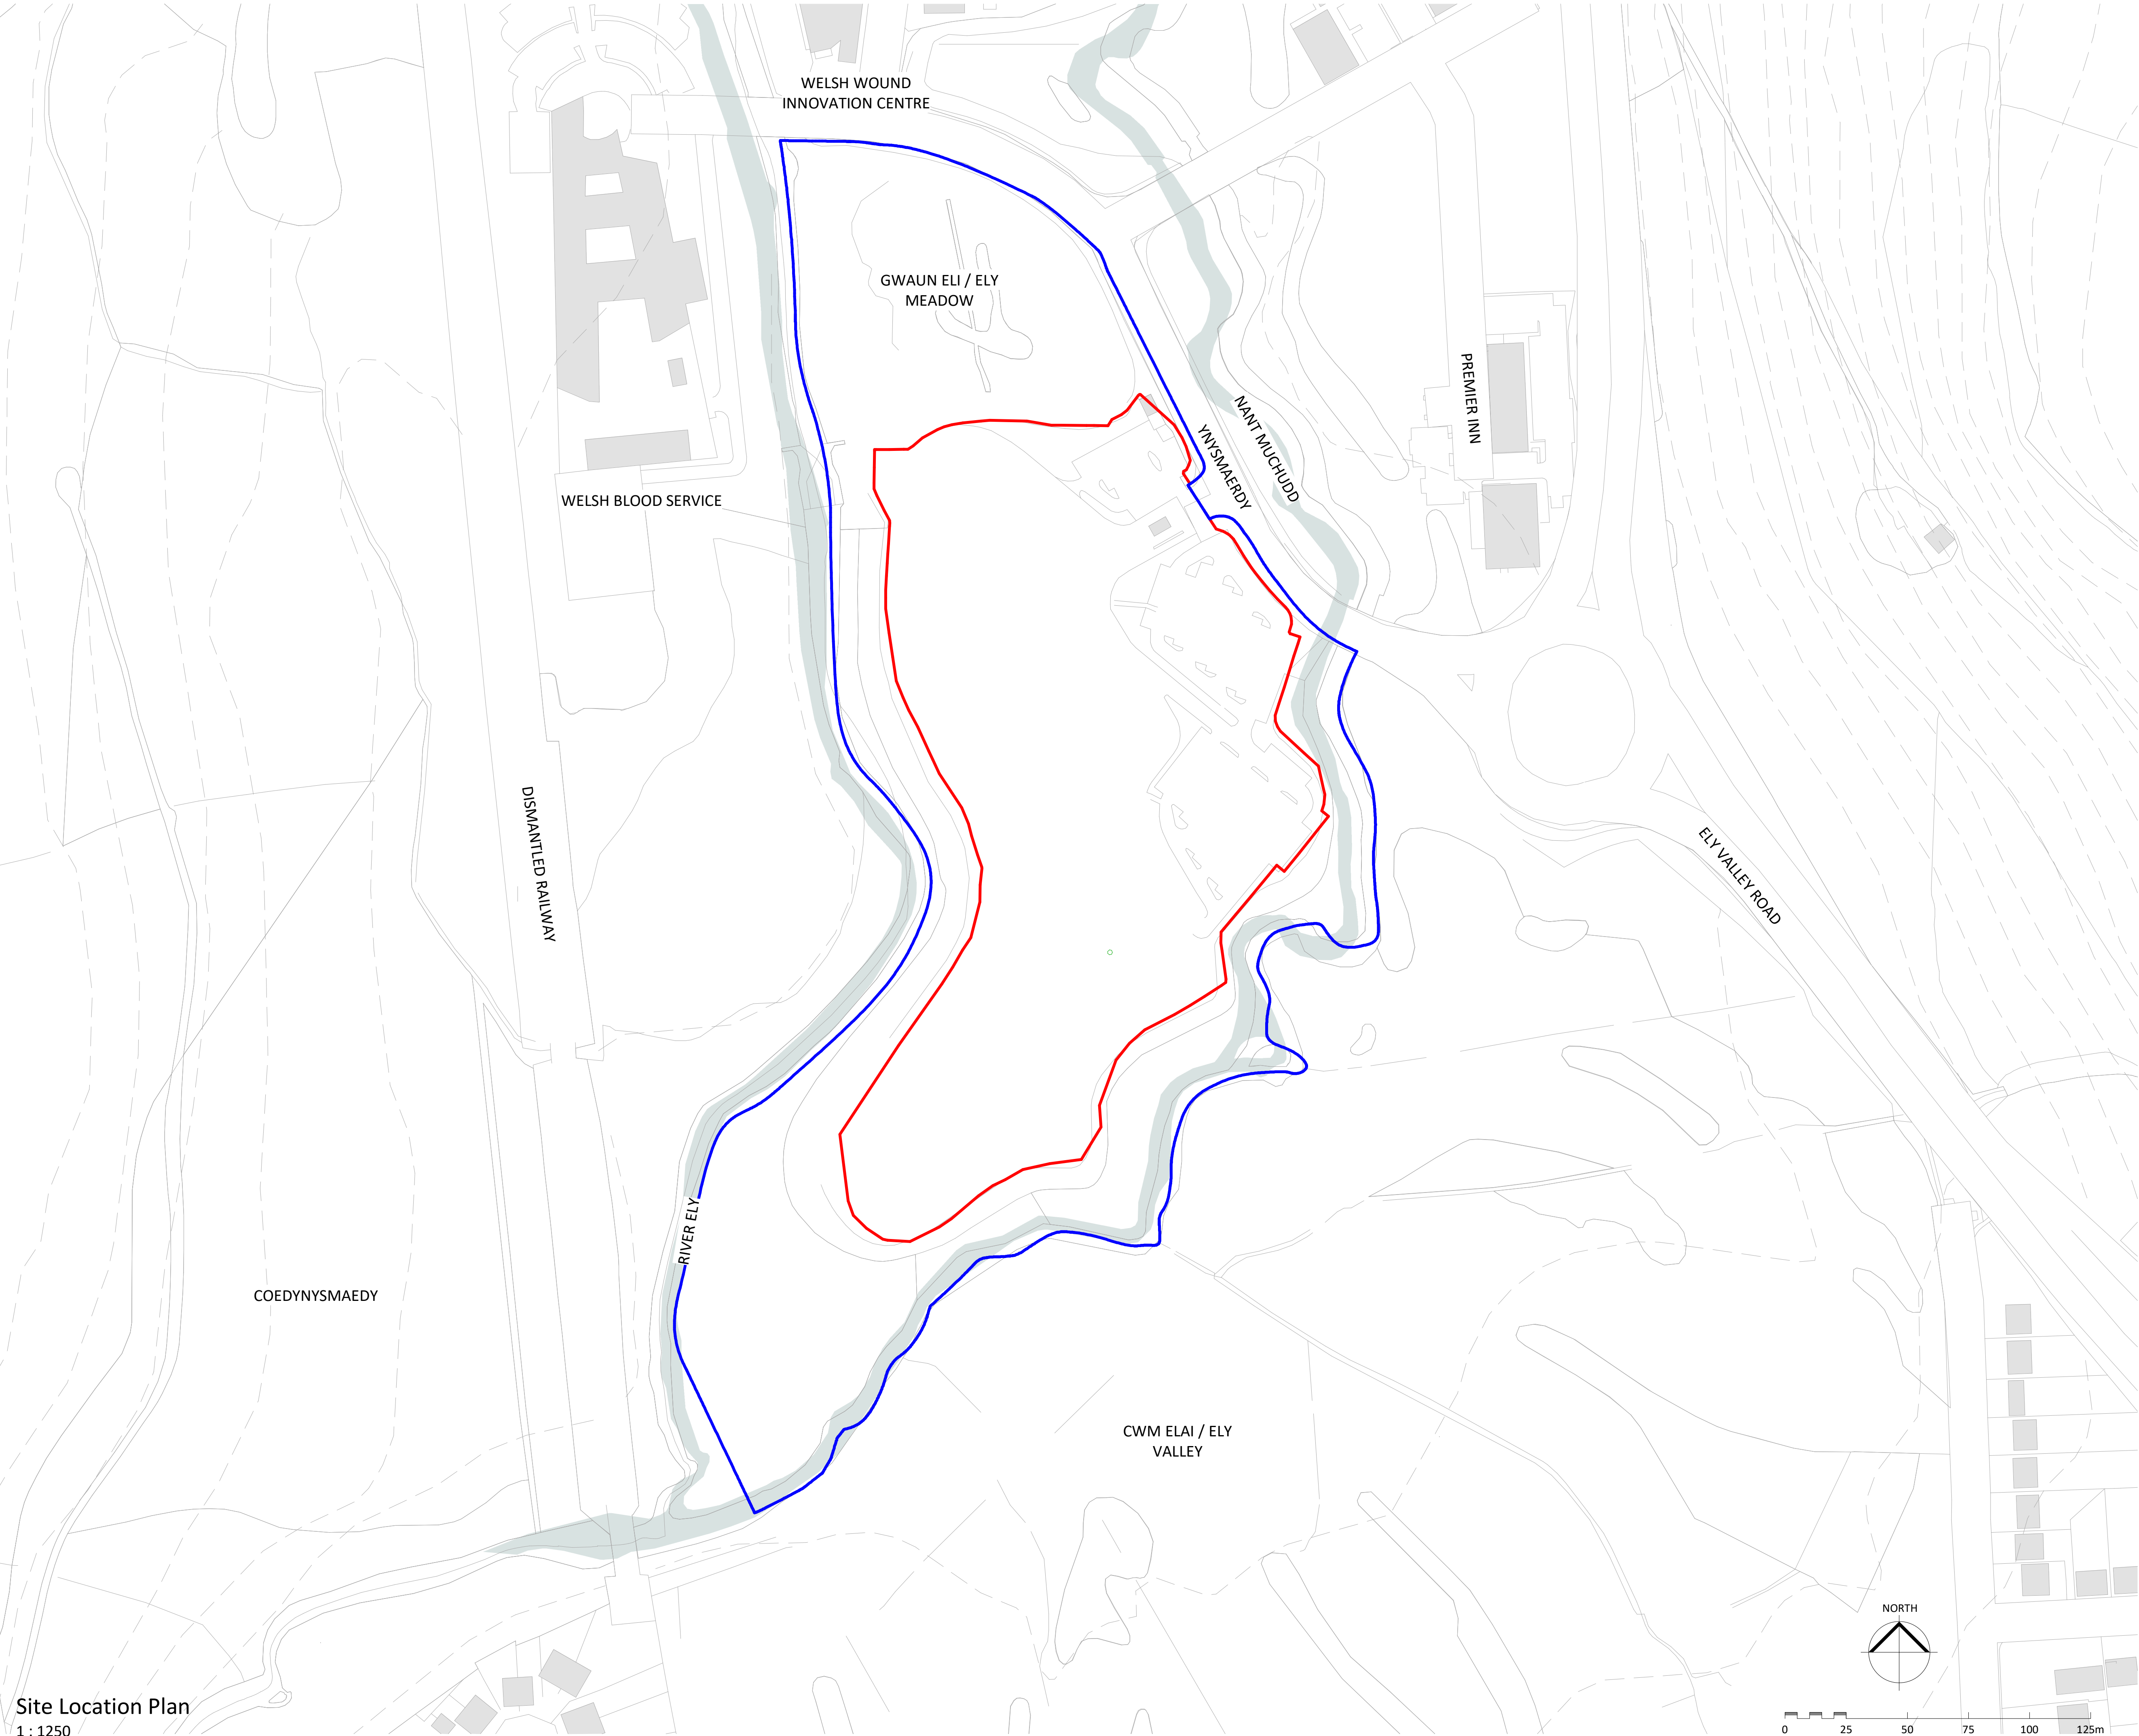 WELSH WOUND
INNOVATION CENTRE
GWAUN ELI / ELY
MEADOW
PREMIER INN
NANT MUCHUDD
YNYSMAERDY
WELSH BLOOD SERVICE
DISMANTLED RAILWAY
ELY VALLEY ROAD
RIVER ELY
COEDYNYSMAEDY
CWM ELAI / ELY
VALLEY
NORTH
Site Location Plan
1 : 1250
0 25 50 75 100 125m